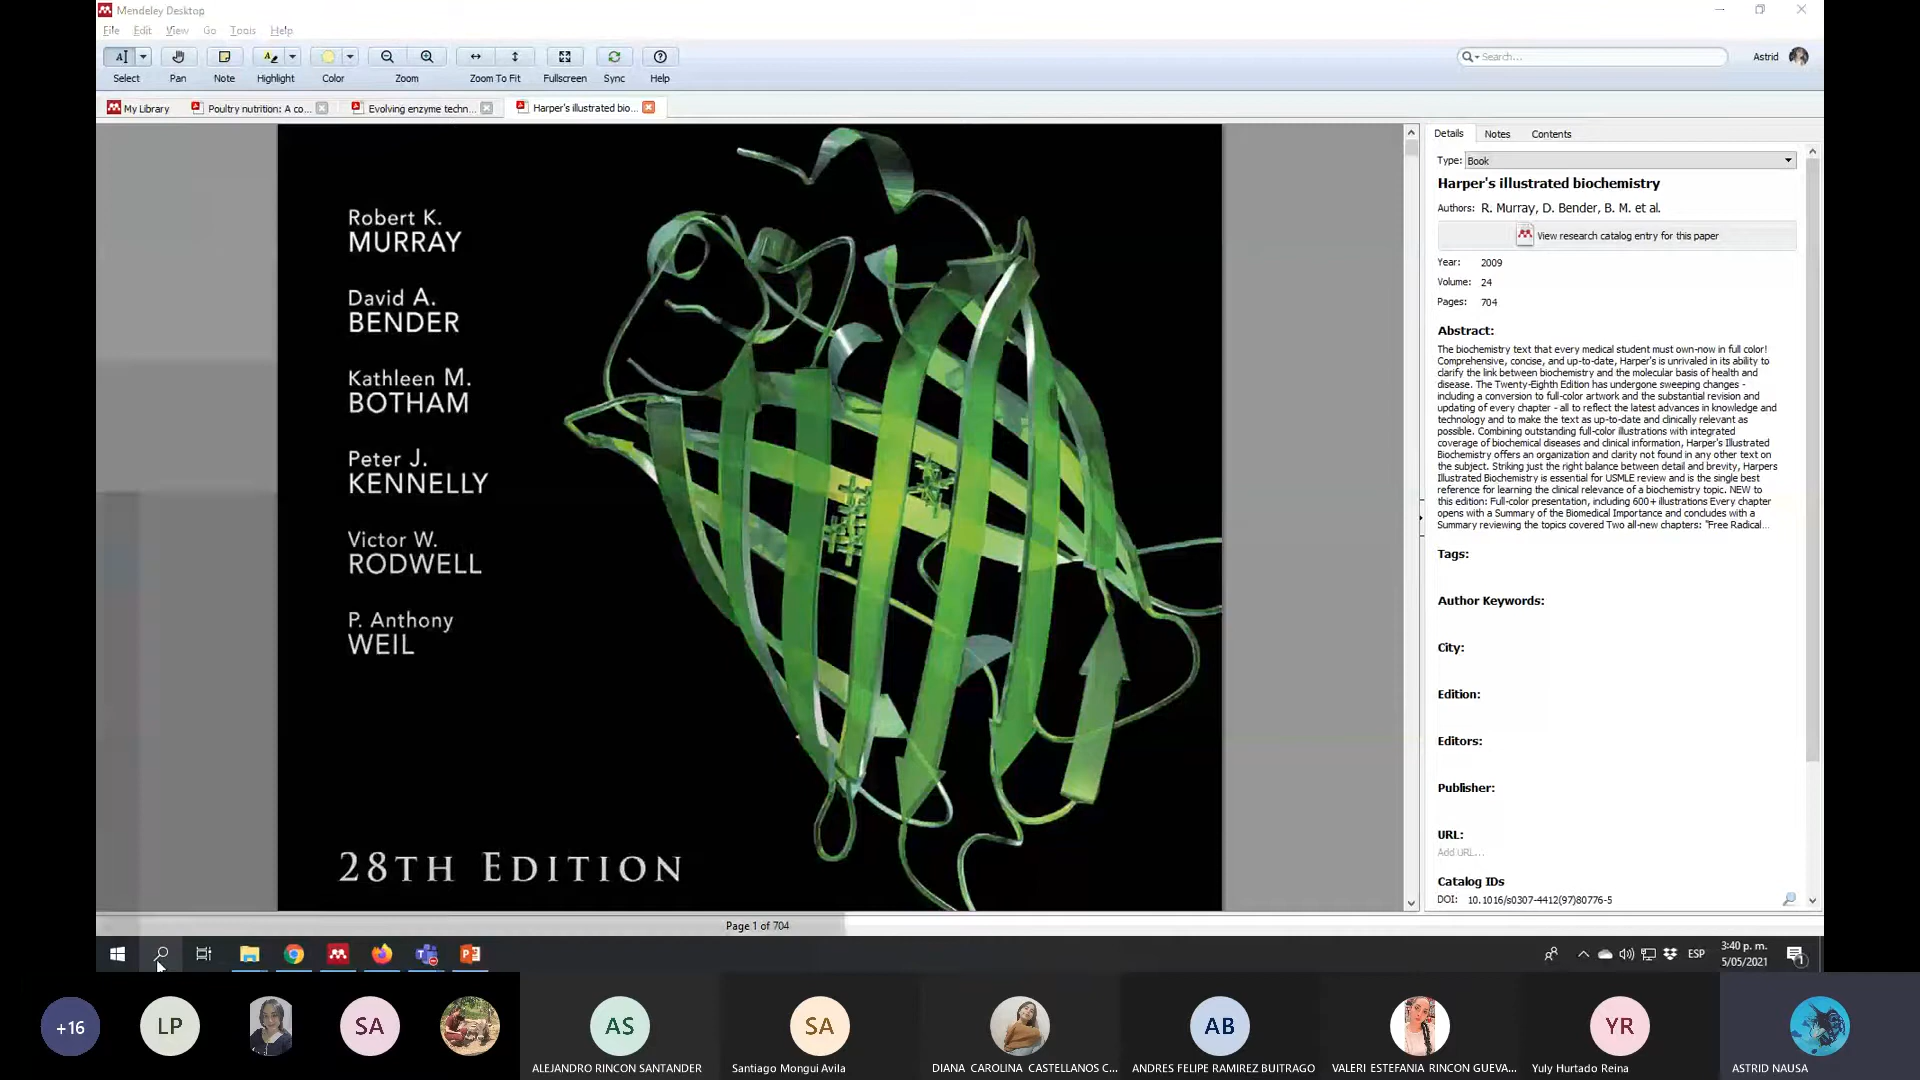 Mendeley Desktop
File Edit View Go Tools Help
Select Pan Note Highlight Color Zoom Zoom To Fit Fullscreen Sync Help
Search...
Astrid
My Library
Poultry nutrition: A co...
Evolving enzyme techn...
Harper's illustrated bio...
Robert K.
MURRAY
David A.
BENDER
Kathleen M.
BOTHAM
Peter J.
KENNELLY
Victor W.
RODWELL
P. Anthony
WEIL
28TH EDITION
Page 1 of 704
Details Notes Contents
Type: Book
Harper's illustrated biochemistry
Authors: R. Murray, D. Bender, B. M. et al.
View research catalog entry for this paper
Year: 2009
Volume: 24
Pages: 704
Abstract:
The biochemistry text that every medical student must own-now in full color!
Comprehensive, concise, and up-to-date, Harper's is unrivaled in its ability to
clarify the link between biochemistry and the molecular basis of health and
disease. The Twenty-Eighth Edition has undergone sweeping changes -
including a conversion to full-color artwork and the substantial revision and
updating of every chapter - all to reflect the latest advances in knowledge and
technology and to make the text as up-to-date and clinically relevant as
possible. Combining outstanding full-color illustrations with integrated
coverage of biochemical diseases and clinical information, Harper's Illustrated
Biochemistry offers an organization and clarity not found in any other text on
the subject. Striking just the right balance between detail and brevity, Harpers
Illustrated Biochemistry is essential for USMLE review and is the single best
reference for learning the clinical relevance of a biochemistry topic. NEW to
this edition: Full-color presentation, including 600+ illustrations Every chapter
opens with a Summary of the Biomedical Importance and concludes with a
Summary reviewing the topics covered Two all-new chapters: "Free Radical...
Tags:
Author Keywords:
City:
Edition:
Editors:
Publisher:
URL:
Add URL...
Catalog IDs
DOI: 10.1016/s0307-4412(97)80776-5
ESP
3:40 p. m.
5/05/2021
1
+16
LP
SA
AS
SA
AB
YR
ALEJANDRO RINCON SANTANDER
Santiago Mongui Avila
DIANA CAROLINA CASTELLANOS C...
ANDRES FELIPE RAMIREZ BUITRAGO
VALERI ESTEFANIA RINCON GUEVA...
Yuly Hurtado Reina
ASTRID NAUSA